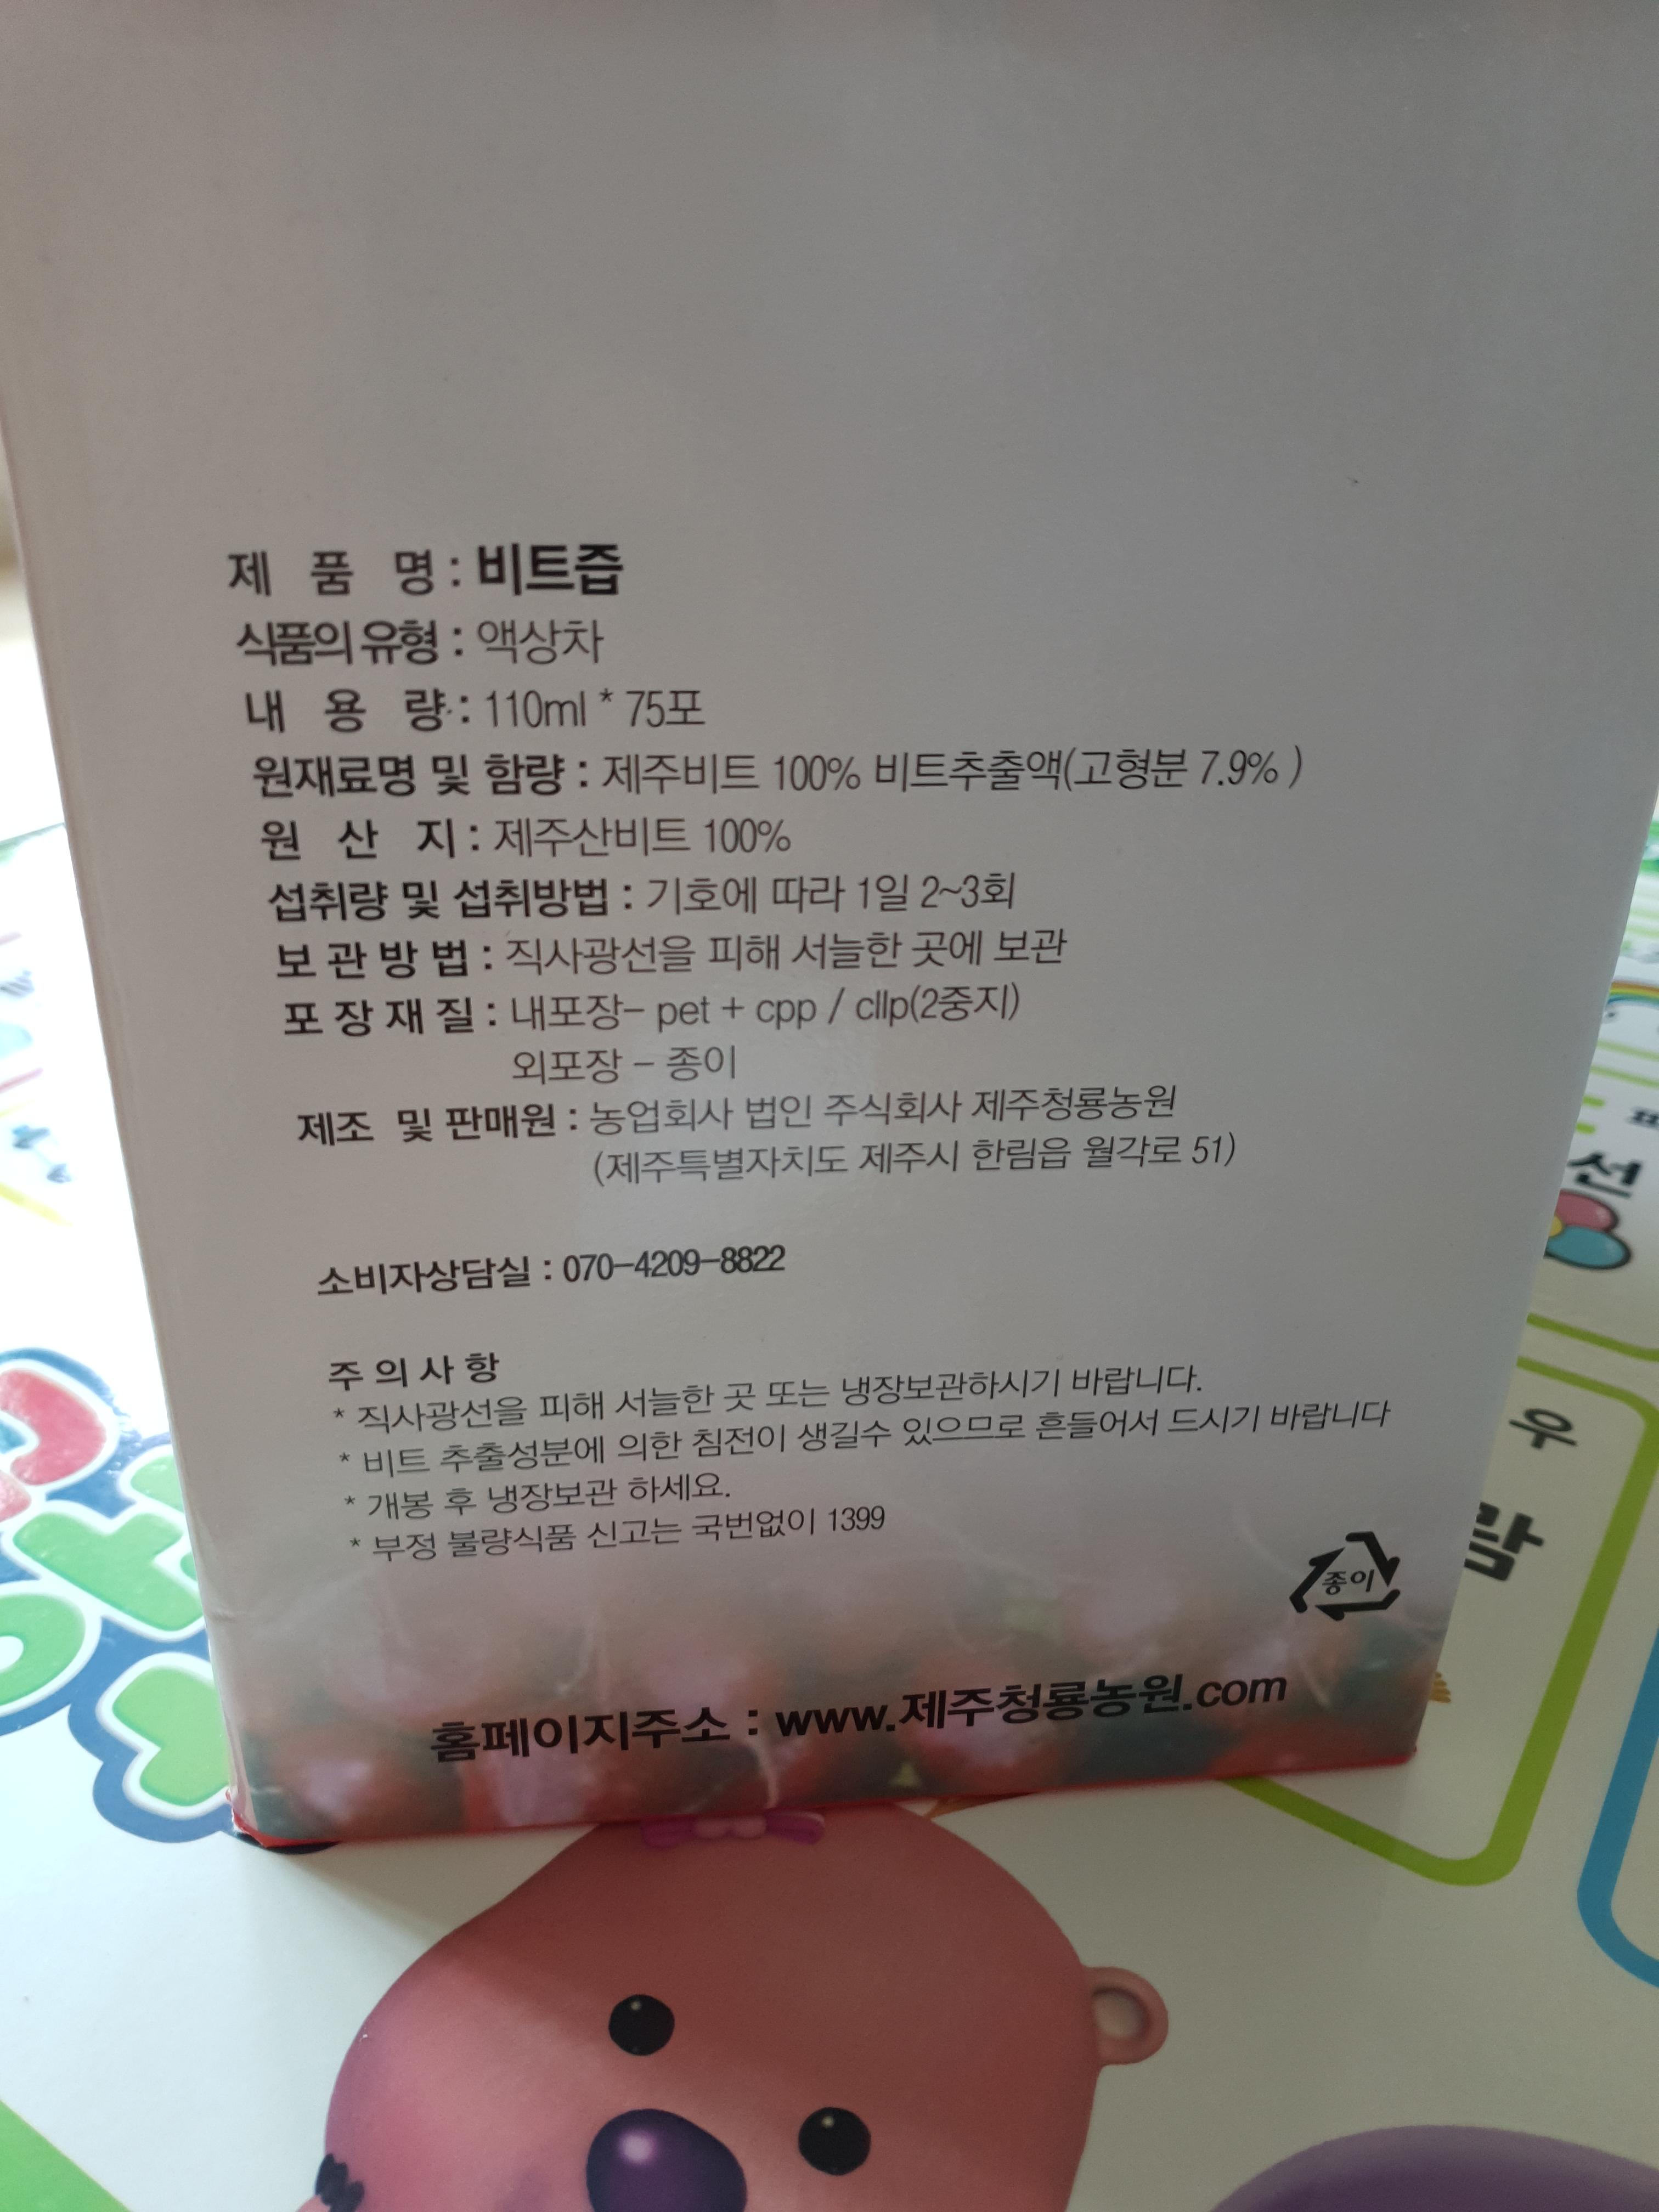 제 품 명 : 비트즙
식품의 유형 : 액상차
내 용 량 : 110ml * 75포
원재료명 및 함량 : 제주비트 100% 비트추출액(고형분 7.9% )
원 산 지 : 제주산비트 100%
섭취량 및 섭취방법 : 기호에 따라 1일 2~3회
보 관 방 법 : 직사광선을 피해 서늘한 곳에 보관
포 장 재 질 : 내포장- pet + cpp / cllp(2중지)
외포장 - 종이
제조 및 판매원 : 농업회사 법인 주식회사 제주청룡농원
(제주특별자치도 제주시 한림읍 월각로 51)
소비자상담실 : 070-4209-8822
주 의 사 항
* 직사광선을 피해 서늘한 곳 또는 냉장보관하시기 바랍니다.
* 비트 추출성분에 의한 침전이 생길수 있으므로 흔들어서 드시기 바랍니다
* 개봉 후 냉장보관 하세요.
* 부정 불량식품 신고는 국번없이 1399
종이
홈페이지주소 : www.제주청룡농원.com
선
우
람